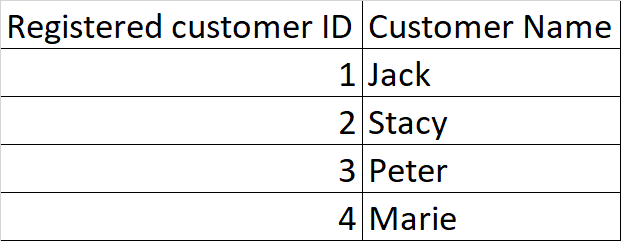 Registered customer ID Customer Name
1 Jack
2 Stacy
3 Peter
4 Marie